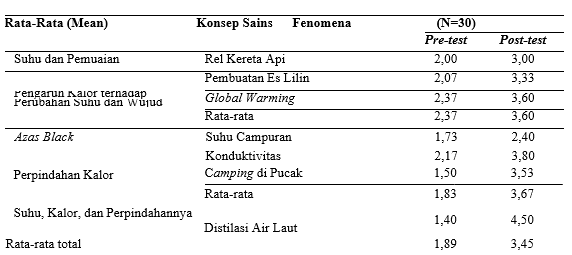 Rata-Rata (Mean) Konsep Sains Fenomena (N=30)
Pre-test Post-test
Suhu dan Pemuaian Rel Kereta Api 2,00 3,00
Pembuatan Es Lilin 2,07 3,33
Pengaruh Kalor terhadap
Perubahan Suhu dan Wujud
Global Warming 2,37 3,60
Rata-rata 2,37 3,60
Azas Black Suhu Campuran 1,73 2,40
Konduktivitas 2,17 3,80
Perpindahan Kalor Camping di Pucak 1,50 3,53
Rata-rata 1,83 3,67
Suhu, Kalor, dan Perpindahannya 1,40 4,50
Distilasi Air Laut
Rata-rata total 1,89 3,45